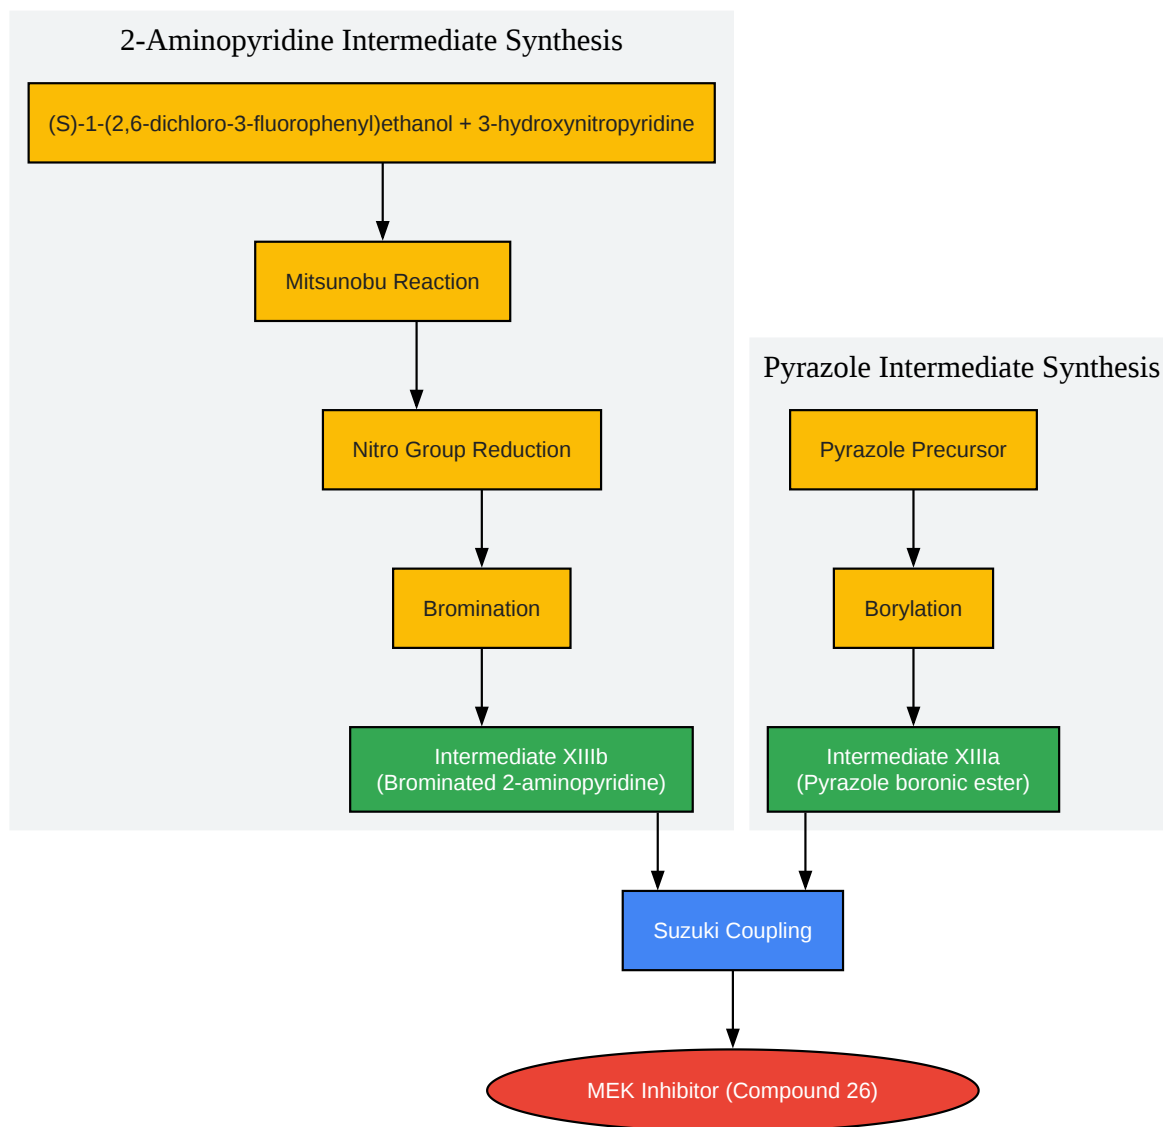 2-Aminopyridine Intermediate Synthesis
(S)-1-(2,6-dichloro-3-fluorophenyl)ethanol + 3-hydroxynitropyridine
Mitsunobu Reaction
Nitro Group Reduction
Bromination
Intermediate XIIIb
(Brominated 2-aminopyridine)
Pyrazole Intermediate Synthesis
Pyrazole Precursor
Borylation
Intermediate XIIIa
(Pyrazole boronic ester)
Suzuki Coupling
MEK Inhibitor (Compound 26)